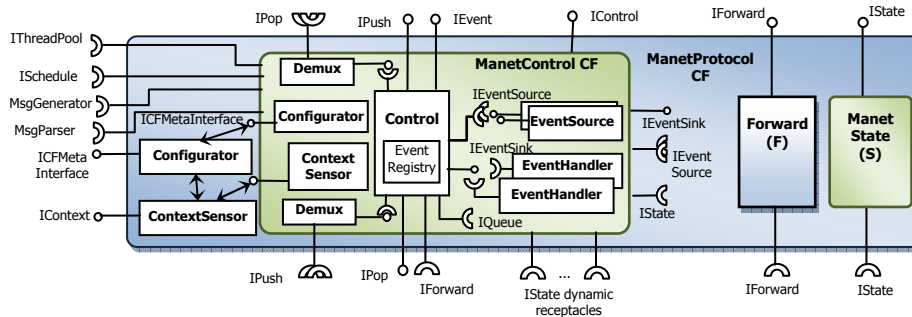 IPop
IPush
IEvent
IControl
IForward
IState
IThreadPool
ISchedule
MsgGenerator
MsgParser
ICFMeta
Interface
IContext
ICFMetaInterface
Configurator
ContextSensor
Demux
Configurator
Context
Sensor
Demux
Control
Event
Registry
ManetControl CF
IEventSource
EventSource
IEventSink
EventHandler
EventHandler
IQueue
ManetProtocol
CF
IEventSink
IEvent
Source
IState
Forward
(F)
Manet
State
(S)
IPush
IPop
IForward
...
IState dynamic
receptacles
IForward
IState